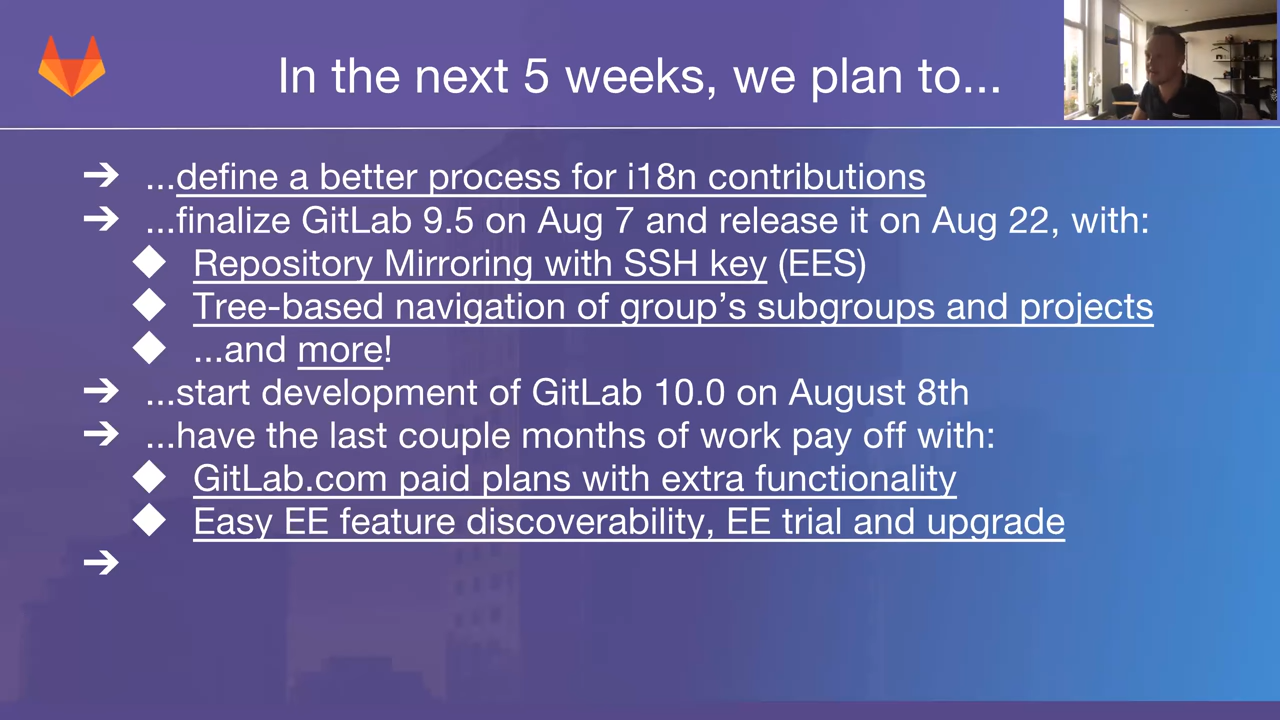 In the next 5 weeks, we plan to...
➔ ...define a better process for i18n contributions
➔ ...finalize GitLab 9.5 on Aug 7 and release it on Aug 22, with:
◆ Repository Mirroring with SSH key (EES)
◆ Tree-based navigation of group’s subgroups and projects
◆ ...and more!
➔ ...start development of GitLab 10.0 on August 8th
➔ ...have the last couple months of work pay off with:
◆ GitLab.com paid plans with extra functionality
◆ Easy EE feature discoverability, EE trial and upgrade
➔